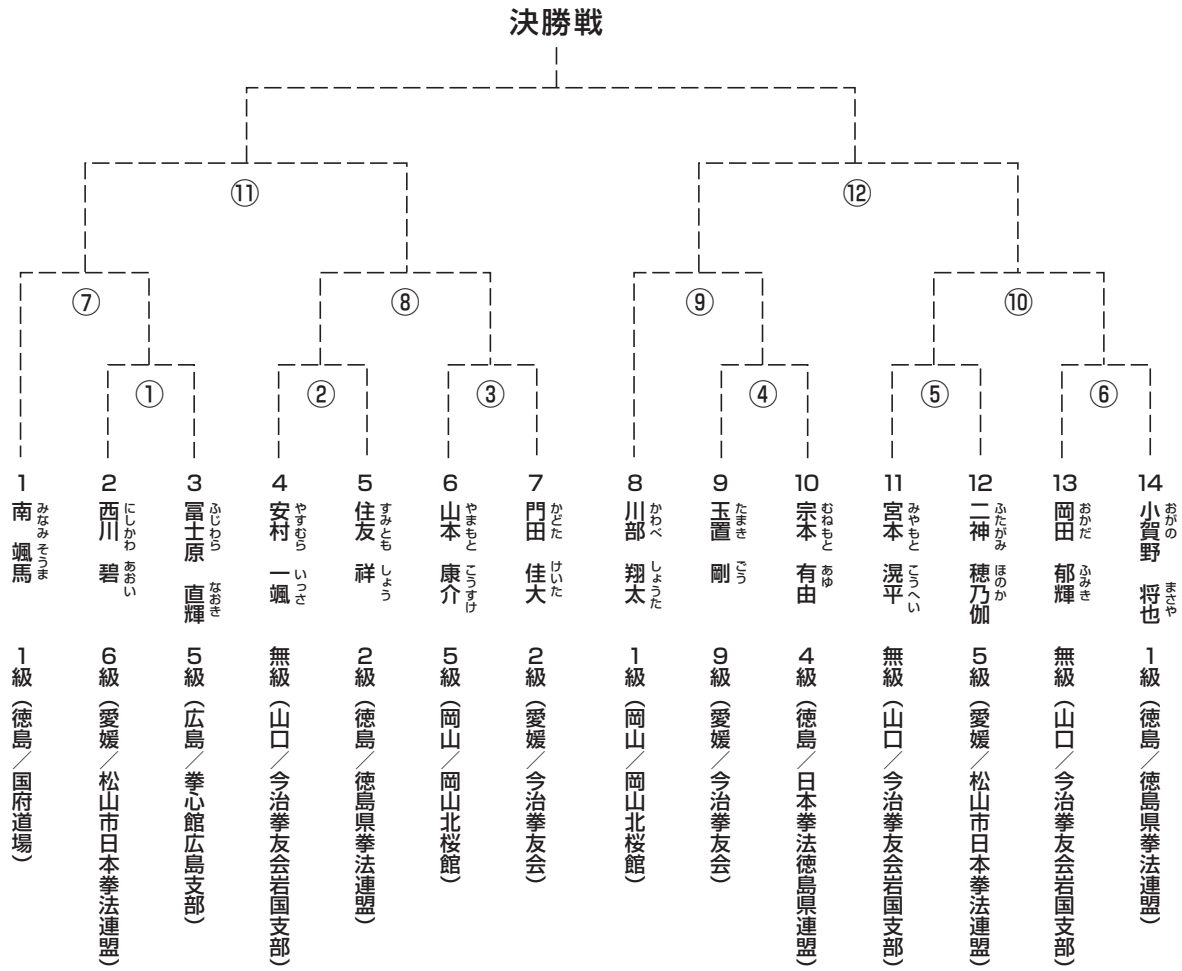 決勝戦
⑪
⑫
⑦
⑧
⑨
⑩
①
②
③
④
⑤
⑥
1
南 颯馬
みなみ そうま
1級（徳島／国府道場）
2
西川 碧
にしかわ あおい
6級（愛媛／松山市日本拳法連盟）
3
冨士原 直輝
ふじわら なおき
5級（広島／拳心館広島支部）
4
安村 一颯
やすむら いっさ
無級（山口／今治拳友会岩国支部）
5
住友 祥
すみとも しょう
2級（徳島／徳島県拳法連盟）
6
山本 康介
やまもと こうすけ
5級（岡山／岡山北桜館）
7
門田 佳大
かどた けいた
2級（愛媛／今治拳友会）
8
川部 翔太
かわべ しょうた
1級（岡山／岡山北桜館）
9
玉置 剛
たまき ごう
9級（愛媛／今治拳友会）
10
宗本 有由
むねもと あゆ
4級（徳島／日本拳法徳島県連盟）
11
宮本 滉平
みやもと こうへい
無級（山口／今治拳友会岩国支部）
12
二神 穂乃伽
ふたがみ ほのか
5級（愛媛／松山市日本拳法連盟）
13
岡田 郁輝
おかだ ふみき
無級（山口／今治拳友会岩国支部）
14
小賀野 将也
おがの まさや
1級（徳島／徳島県拳法連盟）